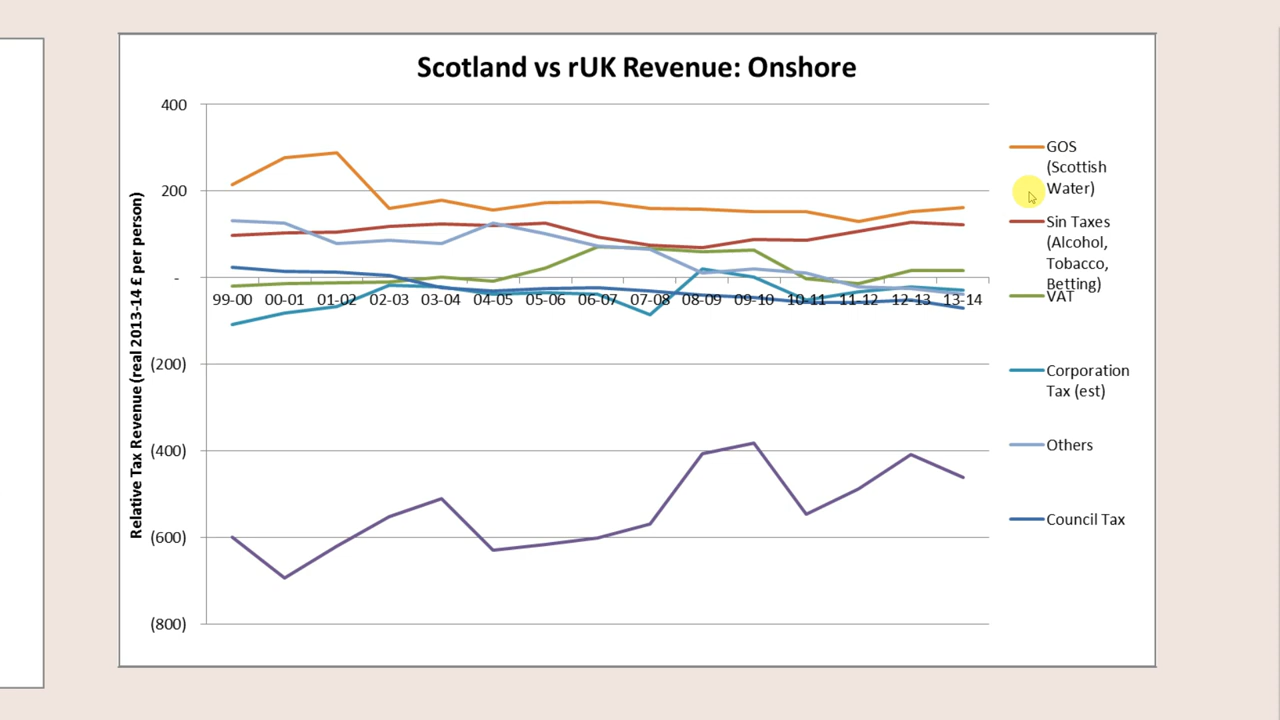 Scotland vs rUK Revenue: Onshore
Relative Tax Revenue (real 2013-14 £ per person)
400
200
-
(200)
(400)
(600)
(800)
99-00 00-01 01-02 02-03 03-04 04-05 05-06 06-07 07-08 08-09 09-10 10-11 11-12 12-13 13-14
GOS
(Scottish
Water)
Sin Taxes
(Alcohol,
Tobacco,
Betting)
VAT
Corporation
Tax (est)
Others
Council Tax